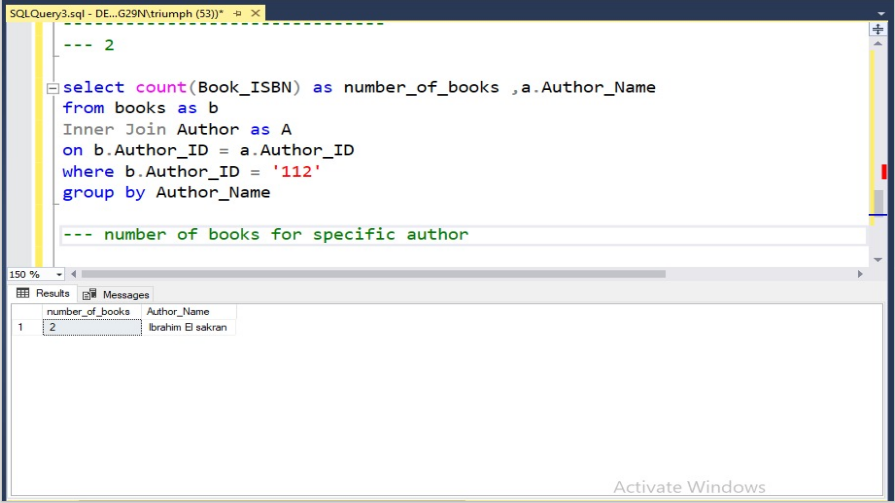 SQLQuery3.sql - DE...G29N\triumph (53))*
--- 2
select count(Book_ISBN) as number_of_books ,a.Author_Name
from books as b
Inner Join Author as A
on b.Author_ID = a.Author_ID
where b.Author_ID = '112'
group by Author_Name
--- number of books for specific author
150 %
Results Messages
number_of_books Author_Name
1 2 Ibrahim El sakran
Activate Windows